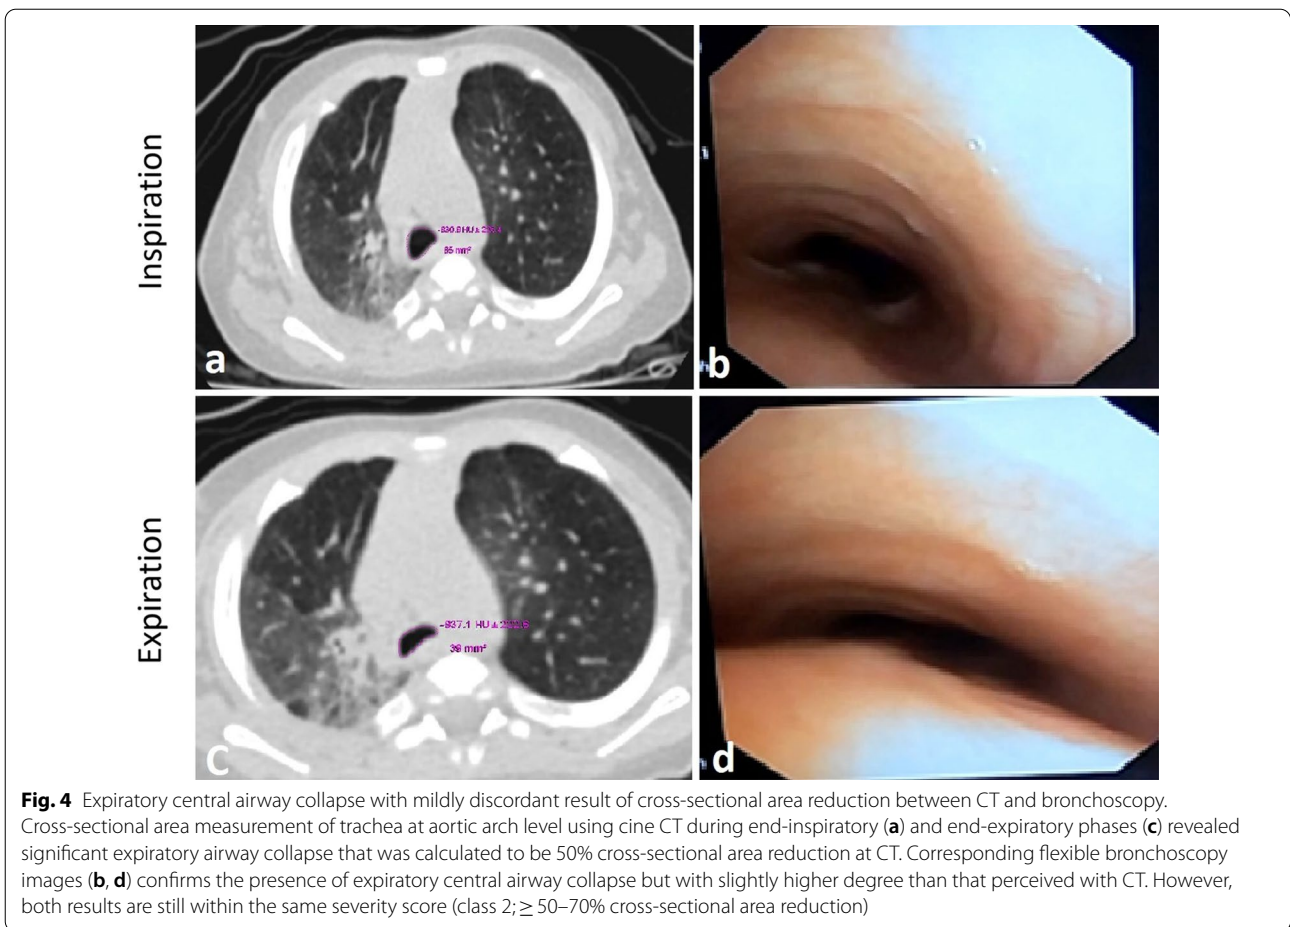 Inspiration
mm²
a
b
Expiration
mm²
c
d
Fig. 4 Expiratory central airway collapse with mildly discordant result of cross-sectional area reduction between CT and bronchoscopy.
Cross-sectional area measurement of trachea at aortic arch level using cine CT during end-inspiratory (a) and end-expiratory phases (c) revealed
significant expiratory airway collapse that was calculated to be 50% cross-sectional area reduction at CT. Corresponding flexible bronchoscopy
images (b, d) confirms the presence of expiratory central airway collapse but with slightly higher degree than that perceived with CT. However,
both results are still within the same severity score (class 2; ≥ 50–70% cross-sectional area reduction)